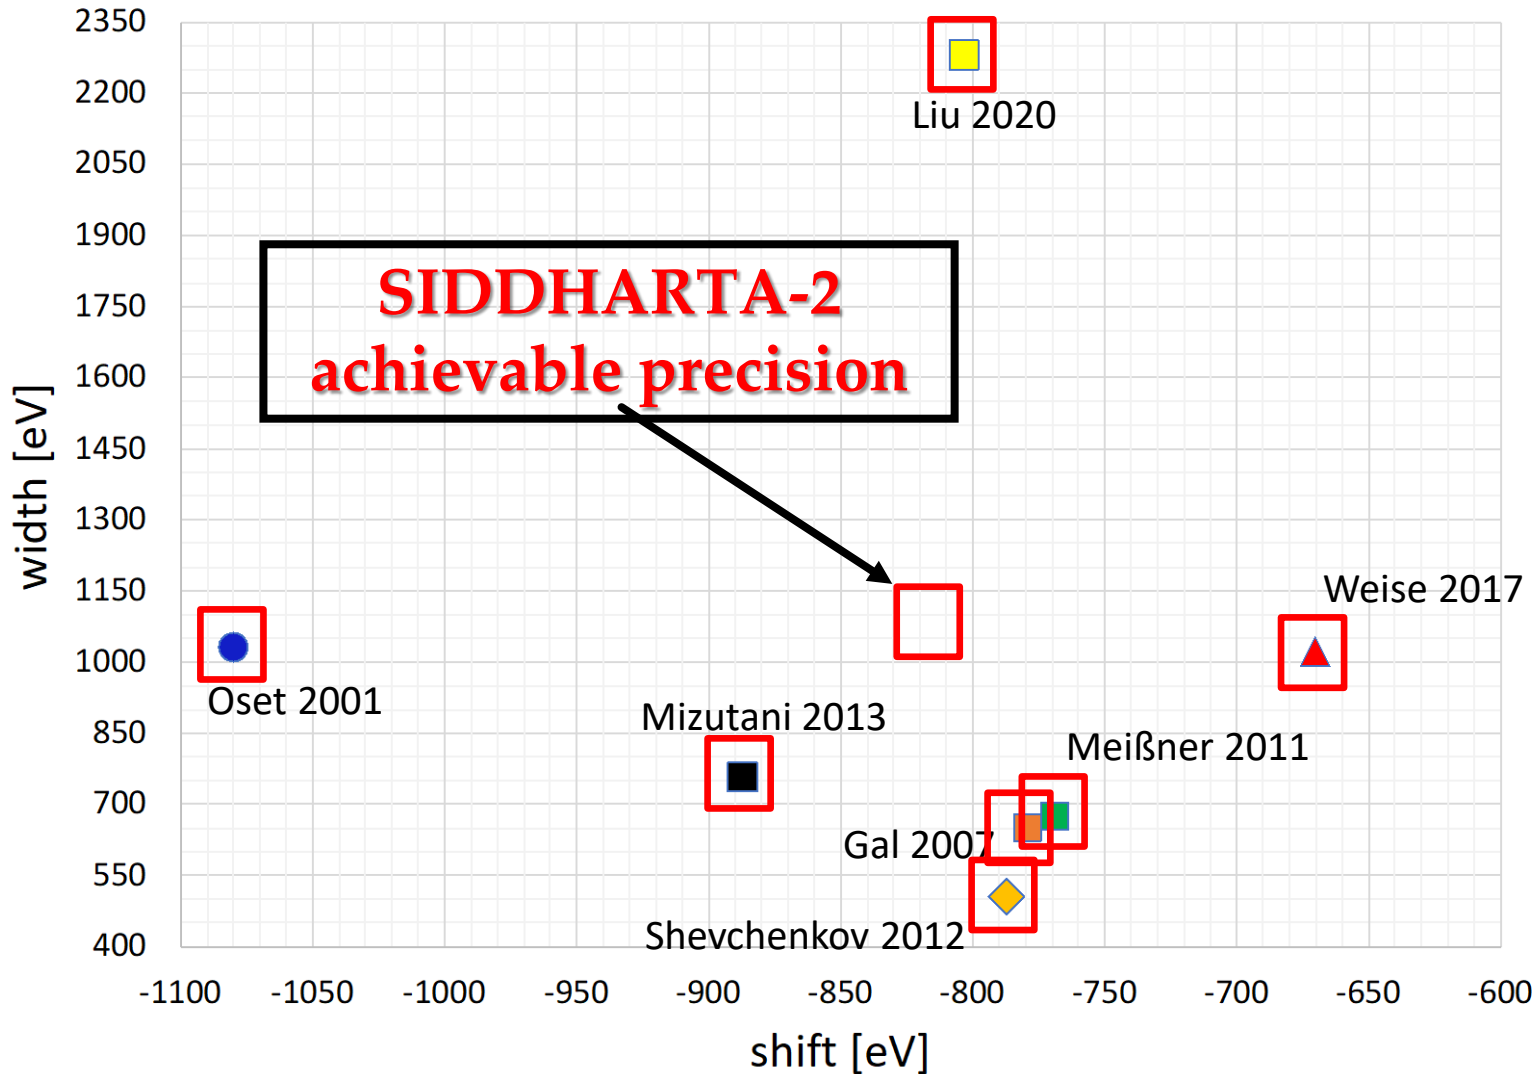 2350
2200
2050
1900
1750
1600
1450
1300
1150
1000
850
700
550
400
width [eV]
Liu 2020
SIDDHARTA-2
achievable precision
Weise 2017
Oset 2001
Mizutani 2013
Meißner 2011
Gal 2007
Shevchenkov 2012
-1100 -1050 -1000 -950 -900 -850 -800 -750 -700 -650 -600
shift [eV]